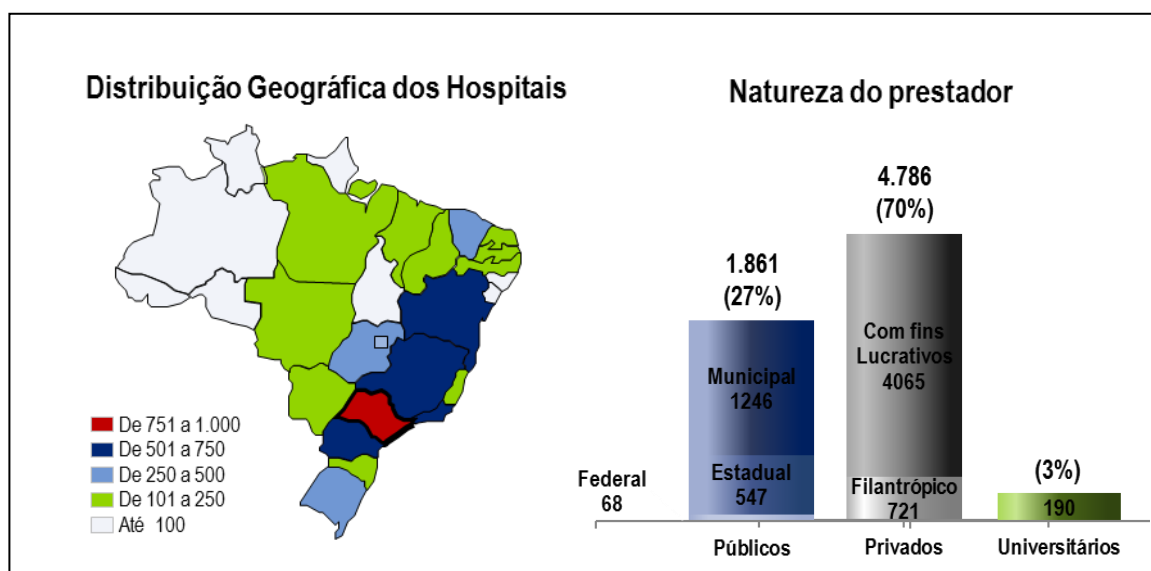 Distribuição Geográfica dos Hospitais
De 751 a 1.000
De 501 a 750
De 250 a 500
De 101 a 250
Até 100
Natureza do prestador
4.786
(70%)
1.861
(27%)
Com fins
Lucrativos
4065
Municipal
1246
Federal
68
Estadual
547
Filantrópico
721
(3%)
190
Públicos
Privados
Universitários